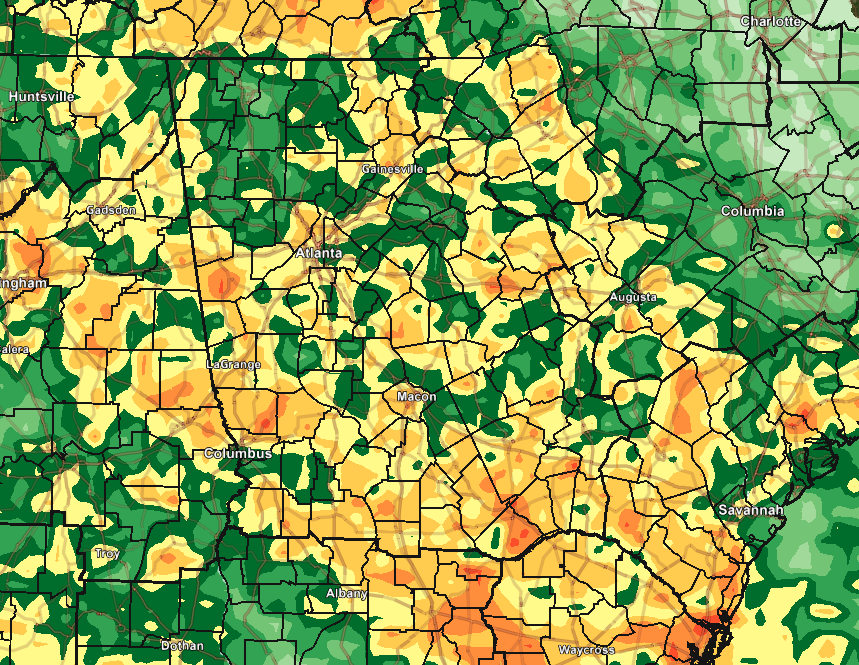 Charlotte
Huntsville
Gainesville
Gadsden
Columbia
Atlanta
ingham
Augusta
alera
LaGrange
Macon
Columbus
Savannah
Troy
Albany
Dothan
Waycross